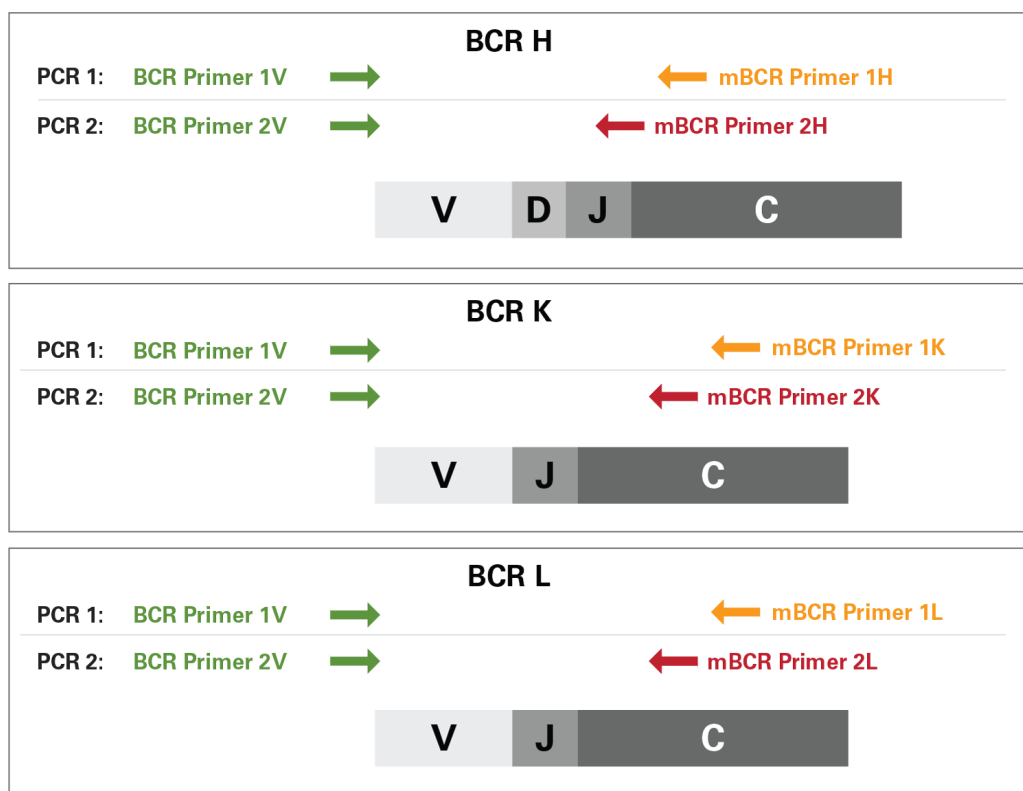 BCR H
PCR 1: BCR Primer 1V mBCR Primer 1H
PCR 2: BCR Primer 2V mBCR Primer 2H
V D J C
BCR K
PCR 1: BCR Primer 1V mBCR Primer 1K
PCR 2: BCR Primer 2V mBCR Primer 2K
V J C
BCR L
PCR 1: BCR Primer 1V mBCR Primer 1L
PCR 2: BCR Primer 2V mBCR Primer 2L
V J C